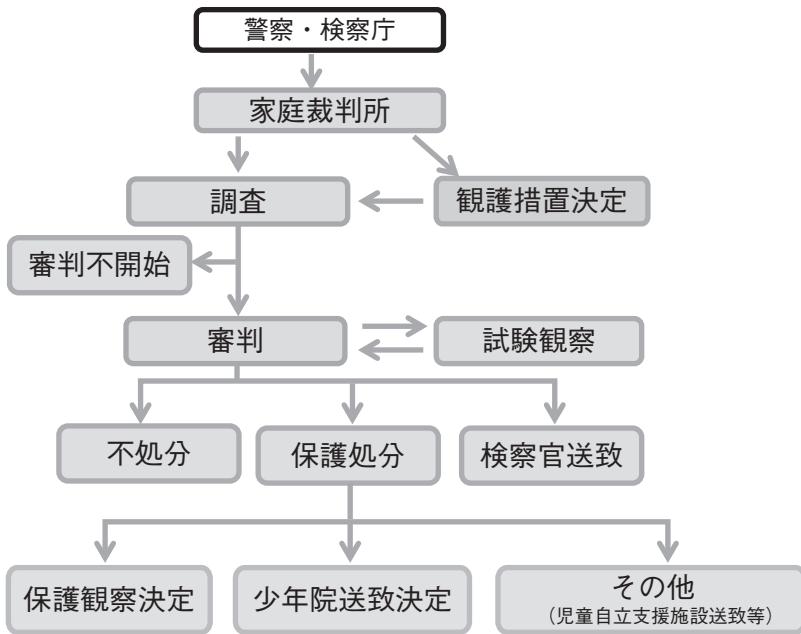 警察・検察庁
家庭裁判所
調査
観護措置決定
審判不開始
審判
試験観察
不処分
保護処分
検察官送致
保護観察決定
少年院送致決定
その他
（児童自立支援施設送致等）